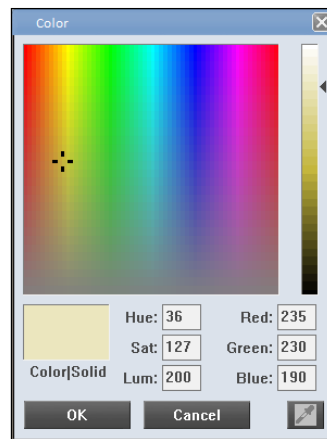 Color
Hue: 36 Red: 235
Sat: 127 Green: 230
Color|Solid Lum: 200 Blue: 190
OK Cancel